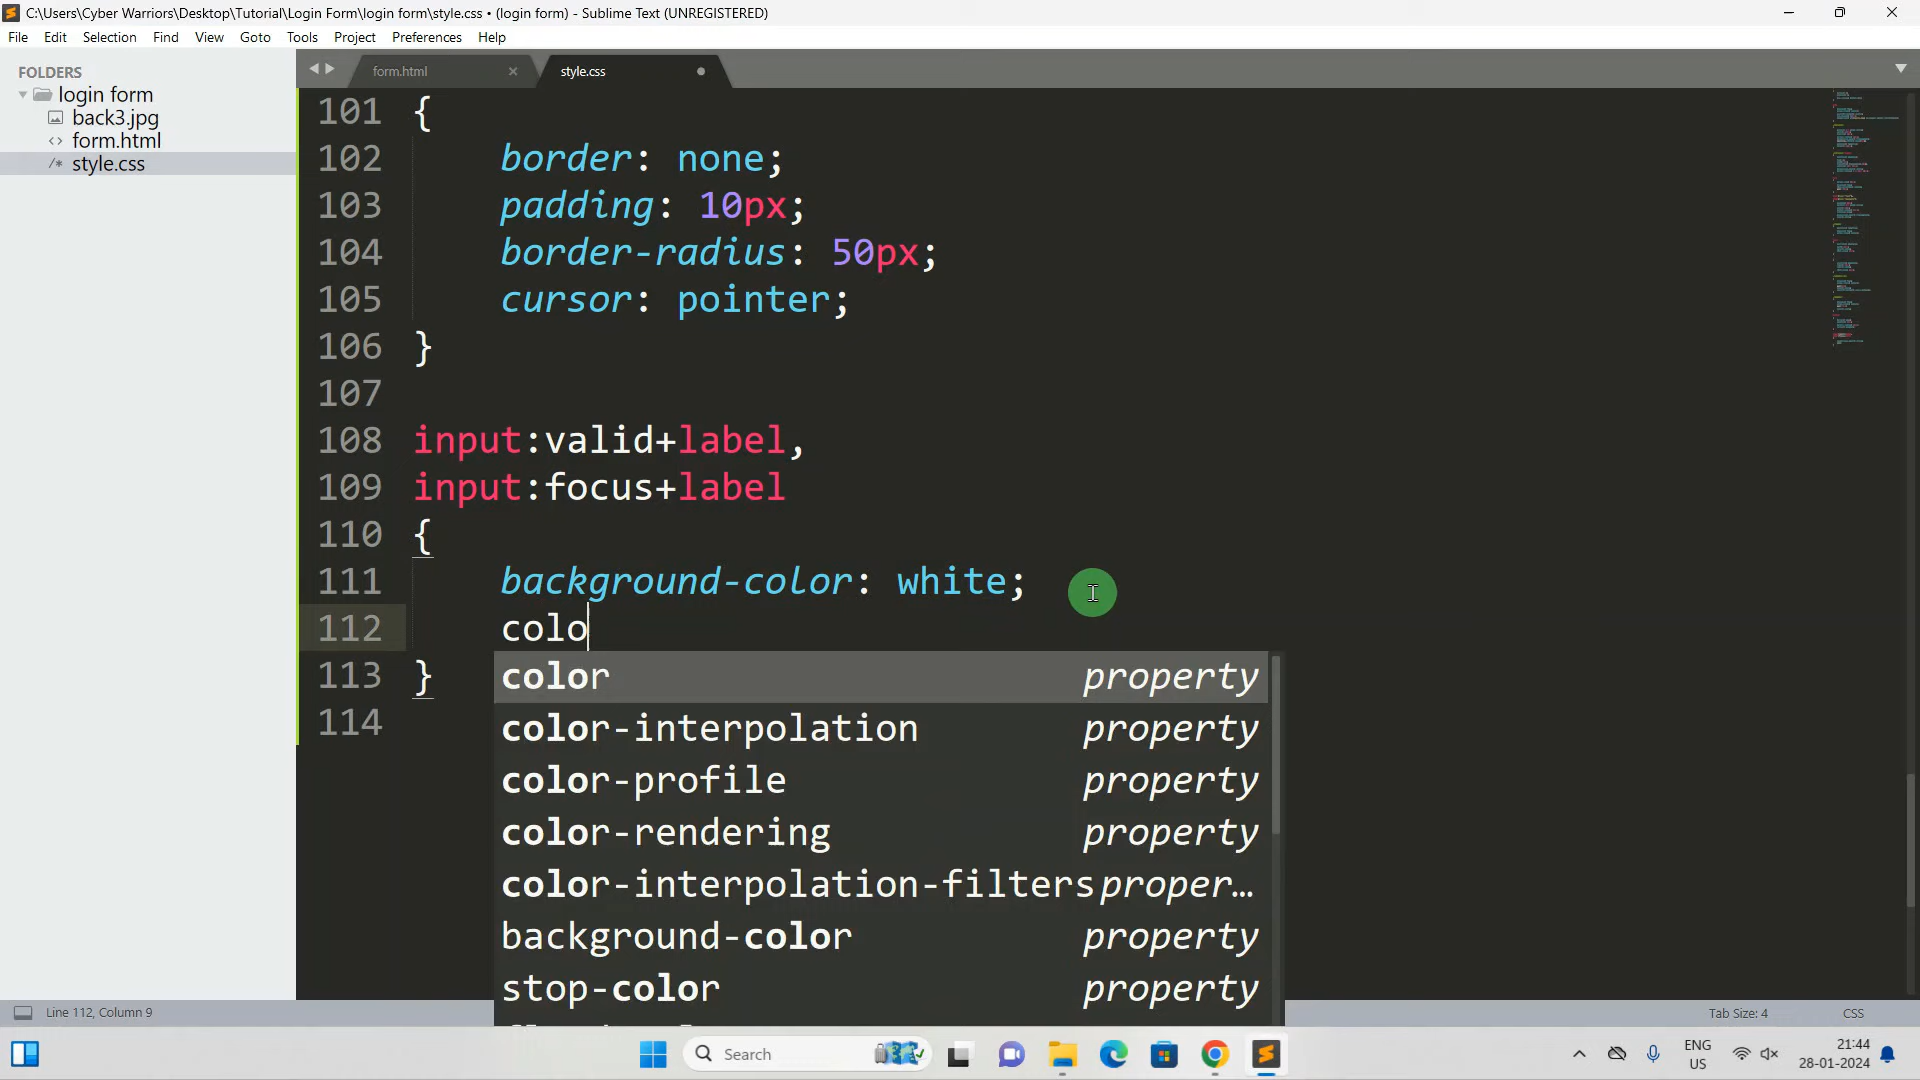 C:\Users\Cyber Warriors\Desktop\Tutorial\Login Form\login form\style.css • (login form) - Sublime Text (UNREGISTERED)
File Edit Selection Find View Goto Tools Project Preferences Help
FOLDERS
login form
back3.jpg
form.html
style.css
form.html
style.css
101 {
102 border: none;
103 padding: 10px;
104 border-radius: 50px;
105 cursor: pointer;
106 }
107
108 input:valid+label,
109 input:focus+label
110 {
111 background-color: white;
112 colo
113 }
114
color property
color-interpolation property
color-profile property
color-rendering property
color-interpolation-filters proper…
background-color property
stop-color property
Line 112, Column 9
Tab Size: 4
CSS
Search
ENG
US
21:44
28-01-2024